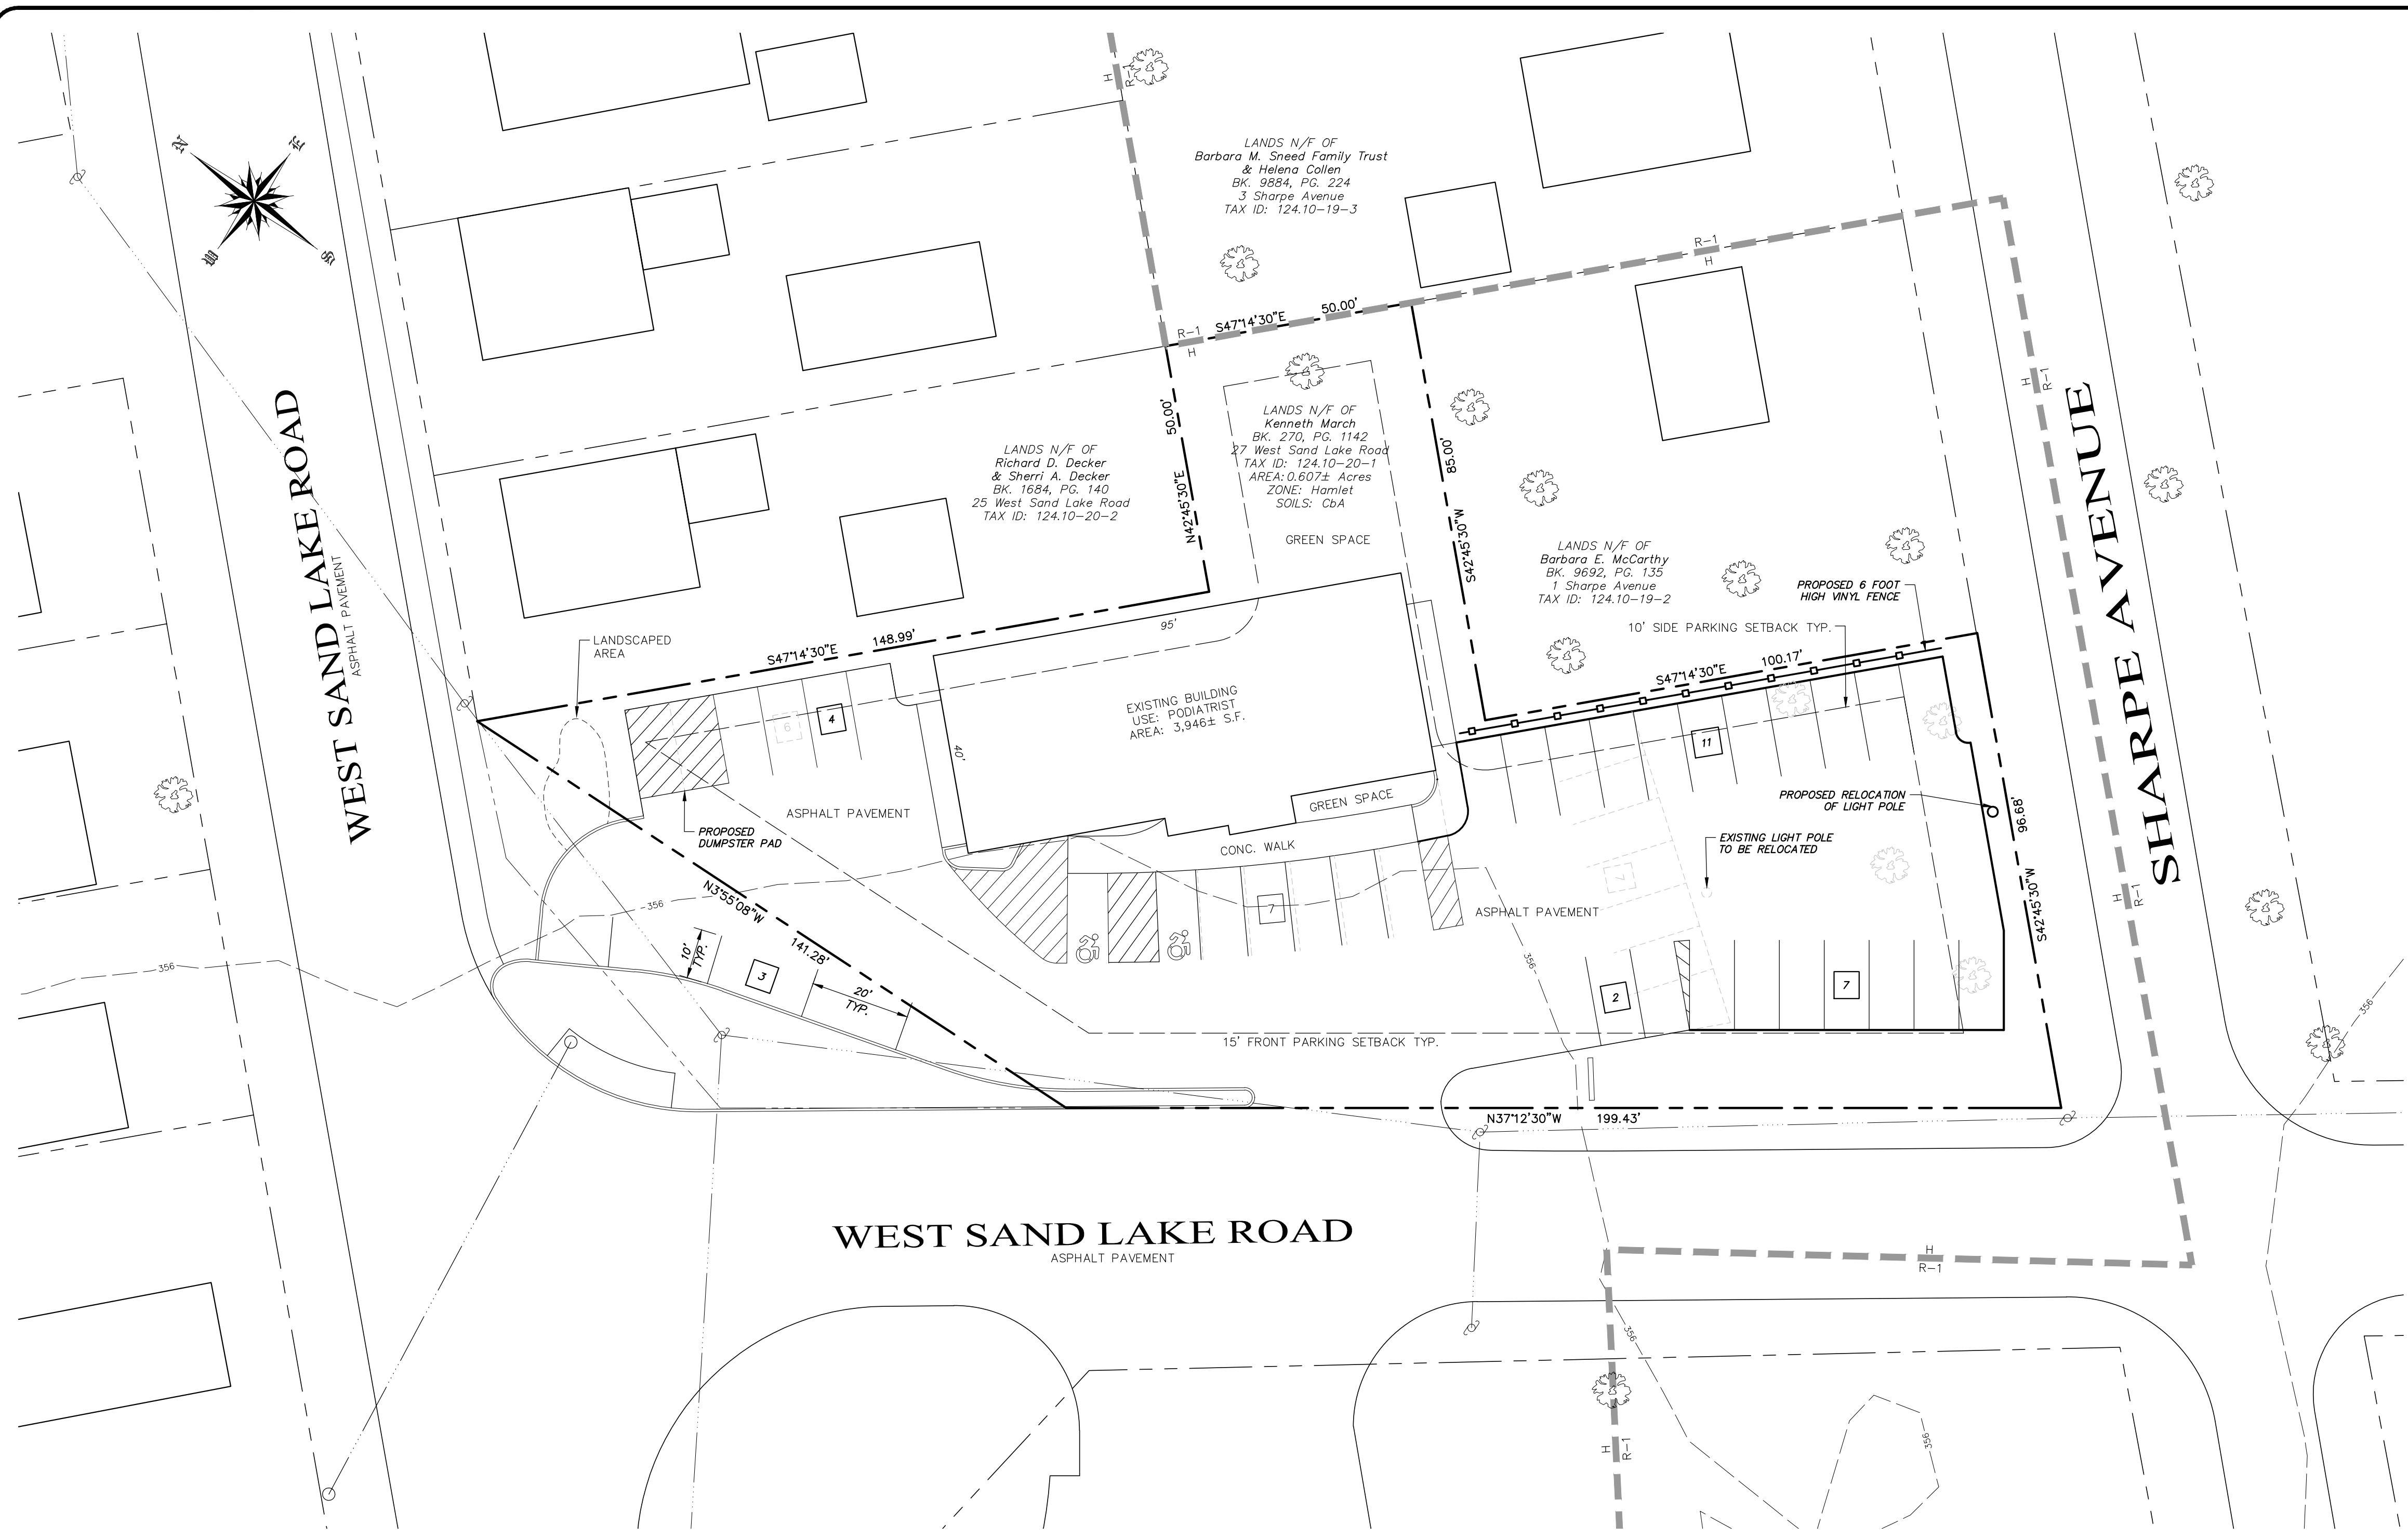 H
R-1
LANDS N/F OF
Barbara M. Sneed Family Trust
& Helena Collen
BK. 9884, PG. 224
3 Sharpe Avenue
TAX ID: 124.10-19-3
N
E
W
S
R-1
H
R-1
H
S47°14'30"E 50.00'
H
R-1
WEST SAND LAKE ROAD
ASPHALT PAVEMENT
SHARPE AVENUE
50.00'
N42°45'30"E
LANDS N/F OF
Kenneth March
BK. 270, PG. 1142
27 West Sand Lake Road
TAX ID: 124.10-20-1
AREA: 0.607± Acres
ZONE: Hamlet
SOILS: CbA
GREEN SPACE
LANDS N/F OF
Richard D. Decker
& Sherri A. Decker
BK. 1684, PG. 140
25 West Sand Lake Road
TAX ID: 124.10-20-2
85.00'
S42°45'30"W
LANDS N/F OF
Barbara E. McCarthy
BK. 9692, PG. 135
1 Sharpe Avenue
TAX ID: 124.10-19-2
PROPOSED 6 FOOT
HIGH VINYL FENCE
10' SIDE PARKING SETBACK TYP.
LANDSCAPED
AREA
S47°14'30"E 148.99'
95'
S47°14'30"E 100.17'
EXISTING BUILDING
USE: PODIATRIST
AREA: 3,946± S.F.
40'
6
4
11
ASPHALT PAVEMENT
PROPOSED
DUMPSTER PAD
GREEN SPACE
CONC. WALK
PROPOSED RELOCATION
OF LIGHT POLE
EXISTING LIGHT POLE
TO BE RELOCATED
96.68'
S42°45'30"W
7
7
ASPHALT PAVEMENT
H
R-1
N3°55'08"W
141.28'
356
356
356
10'
TYP.
3
20'
TYP.
2
7
356
15' FRONT PARKING SETBACK TYP.
N37°12'30"W 199.43'
WEST SAND LAKE ROAD
ASPHALT PAVEMENT
H
R-1
356
H
R-1
356